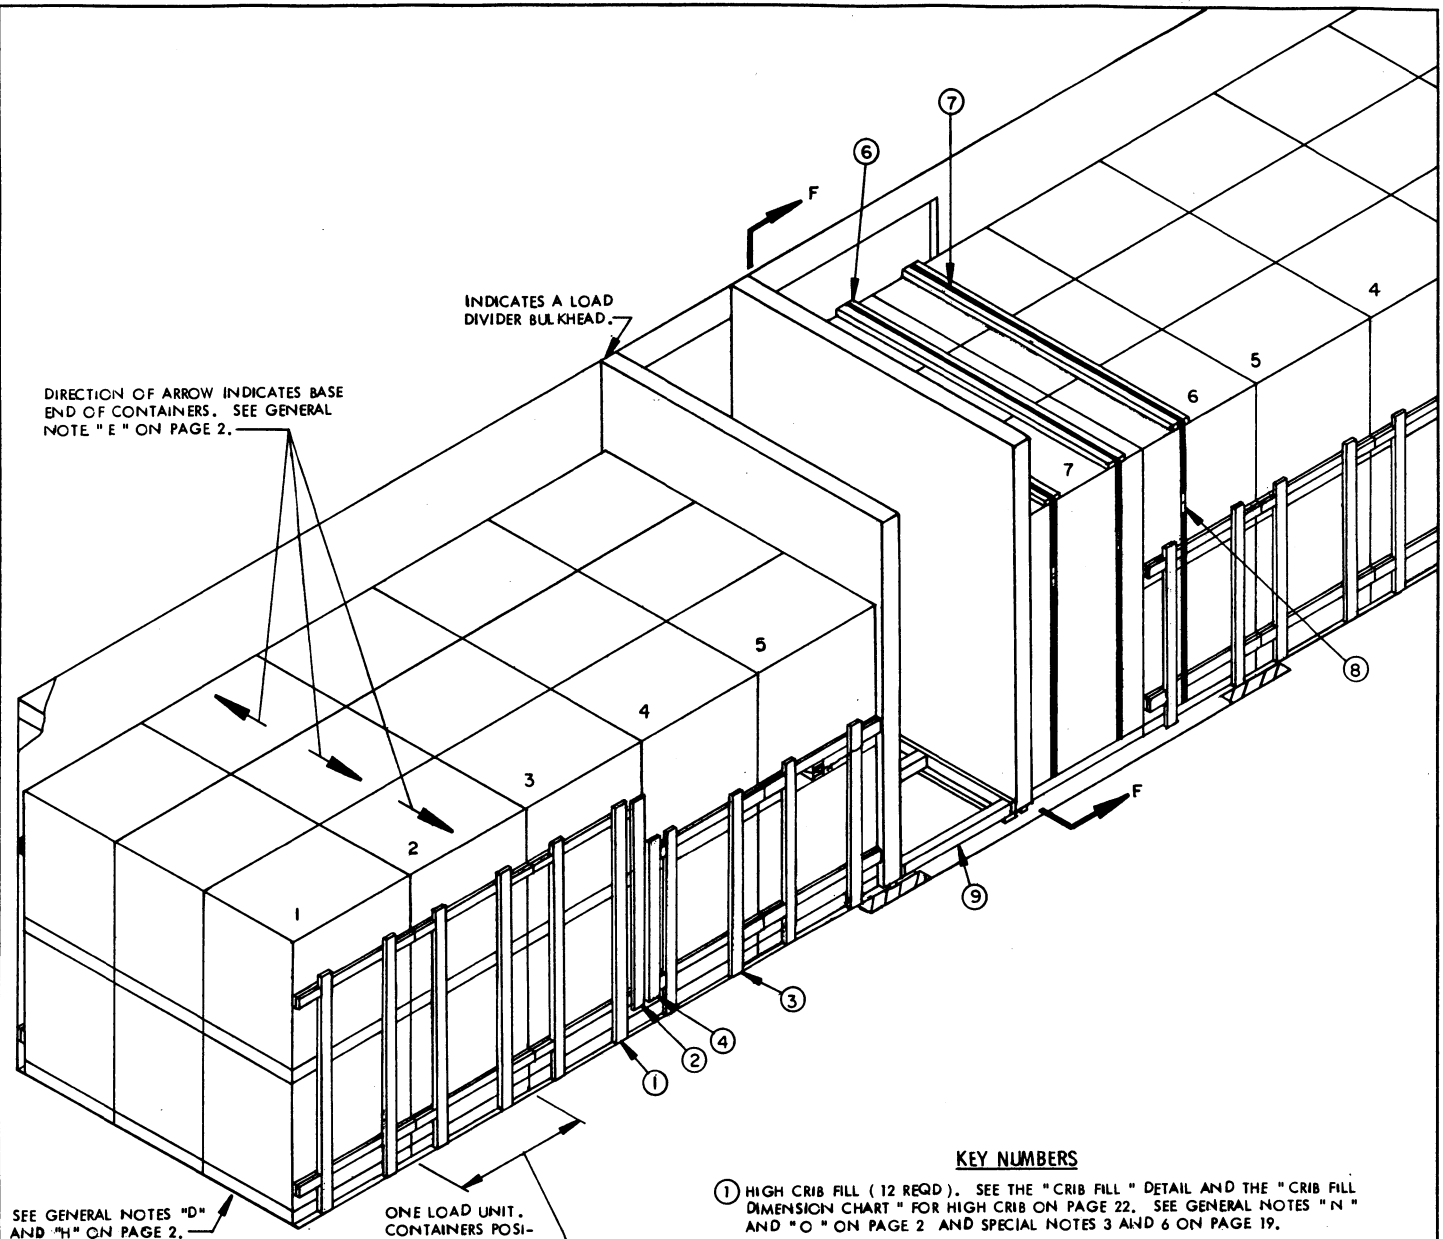 7
6
F
4
INDICATES A LOAD
DIVIDER BULKHEAD.
5
DIRECTION OF ARROW INDICATES BASE
END OF CONTAINERS. SEE GENERAL
NOTE "E" ON PAGE 2.
6
7
5
8
4
3
F
2
9
1
3
4
2
1
KEY NUMBERS
1 HIGH CRIB FILL (12 REQD). SEE THE "CRIB FILL" DETAIL AND THE "CRIB FILL
DIMENSION CHART" FOR HIGH CRIB ON PAGE 22. SEE GENERAL NOTES "N"
AND "O" ON PAGE 2 AND SPECIAL NOTES 3 AND 6 ON PAGE 19.
SEE GENERAL NOTES "D"
AND "H" ON PAGE 2.
ONE LOAD UNIT.
CONTAINERS POSI-